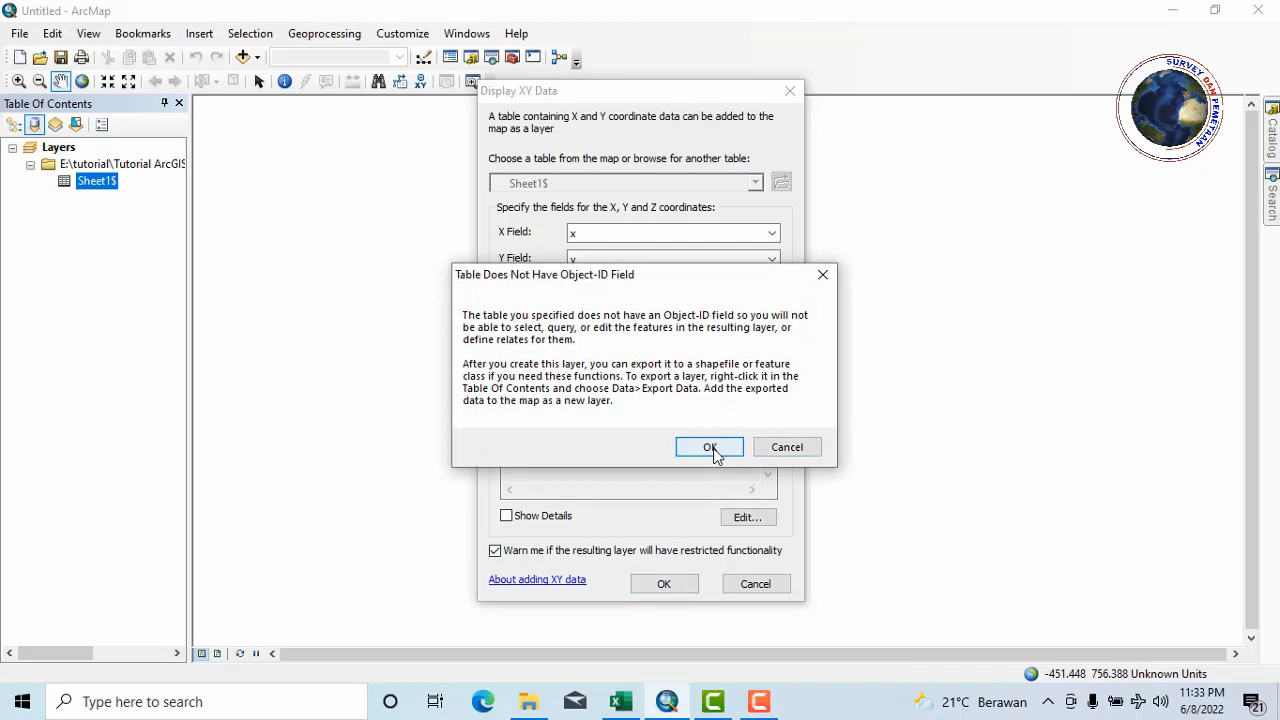 Untitled - ArcMap
File Edit View Bookmarks Insert Selection Geoprocessing Customize Windows Help
Table Of Contents
Layers
E:\tutorial\Tutorial ArcGIS
Sheet1$
Display XY Data
A table containing X and Y coordinate data can be added to the
map as a layer
Choose a table from the map or browse for another table:
Sheet1$
Specify the fields for the X, Y and Z coordinates:
X Field: x
Y Field: y
Table Does Not Have Object-ID Field
The table you specified does not have an Object-ID field so you will not
be able to select, query, or edit the features in the resulting layer, or
define relates for them.
After you create this layer, you can export it to a shapefile or feature
class if you need these functions. To export a layer, right-click it in the
Table Of Contents and choose Data>Export Data. Add the exported
data to the map as a new layer.
OK Cancel
Show Details Edit...
Warn me if the resulting layer will have restricted functionality
About adding XY data OK Cancel
SURVEY DAN PEMETAAN
Catalog
Search
-451.448 756.388 Unknown Units
Type here to search
21°C Berawan
11:33 PM
6/8/2022
21